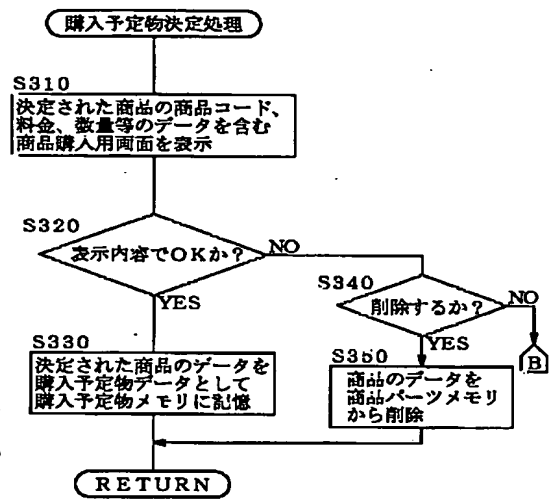 購入予定物決定処理
S310
決定された商品の商品コード、
料金、数量等のデータを含む
商品購入用画面を表示
S320
表示内容でOKか?
NO
YES
S340
削除するか?
NO
YES
B
S330
決定された商品のデータを
購入予定物データとして
購入予定物メモリに記憶
S350
商品のデータを
商品パーツメモリ
から削除
RETURN